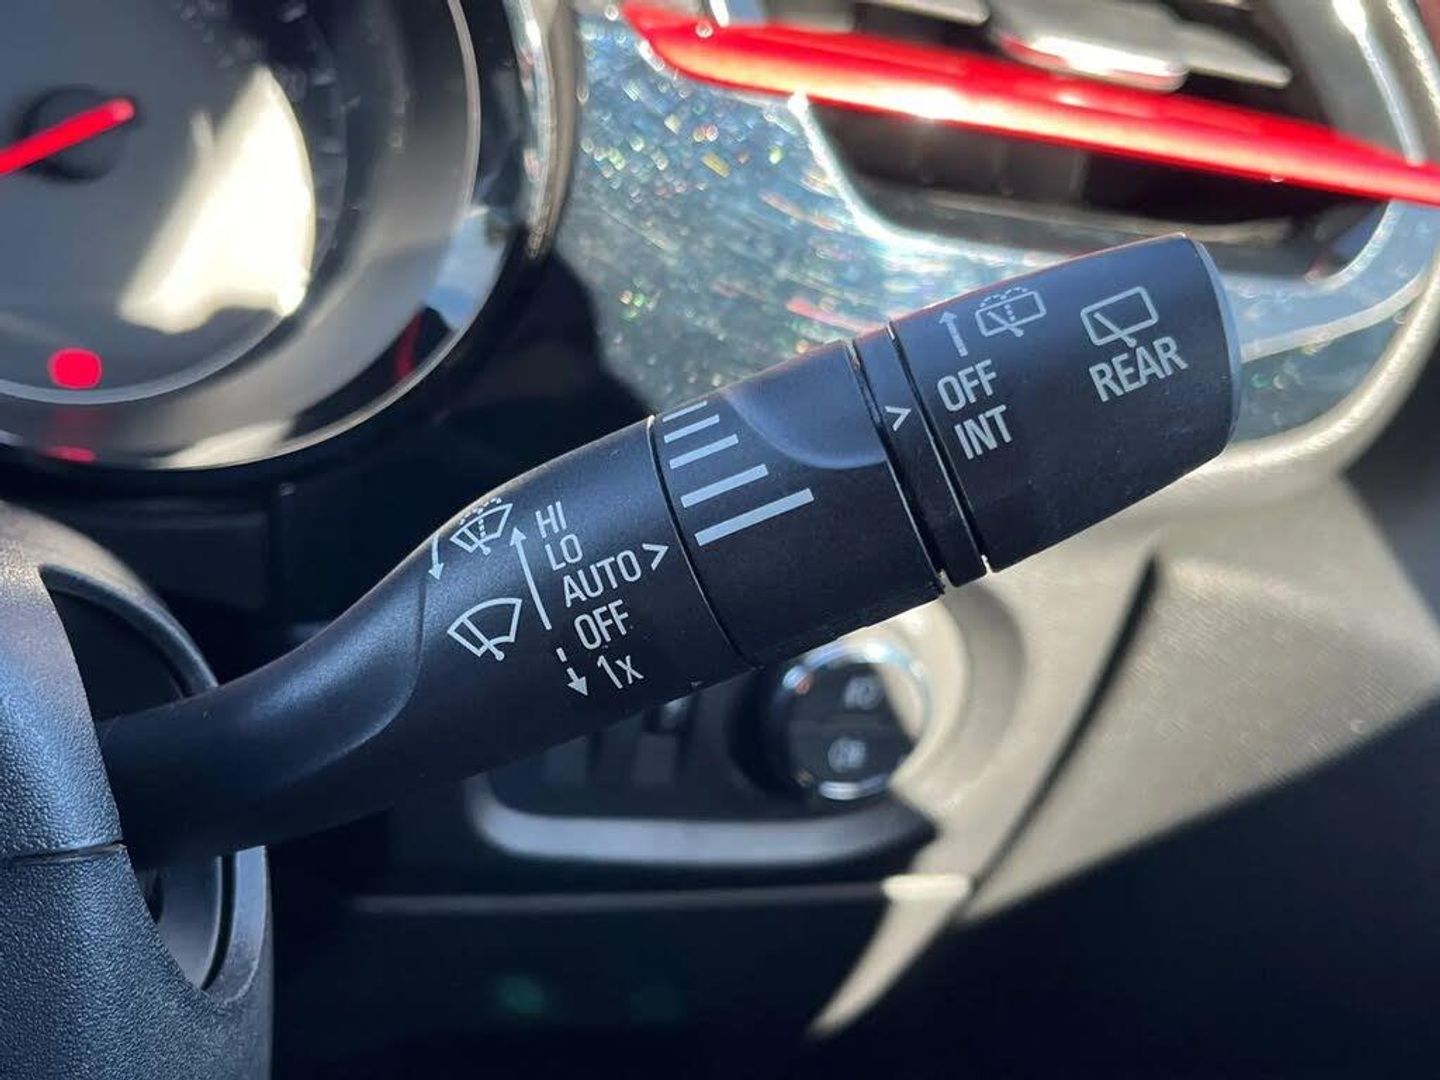 HI
LO
AUTO >
OFF
1x
OFF
INT
REAR